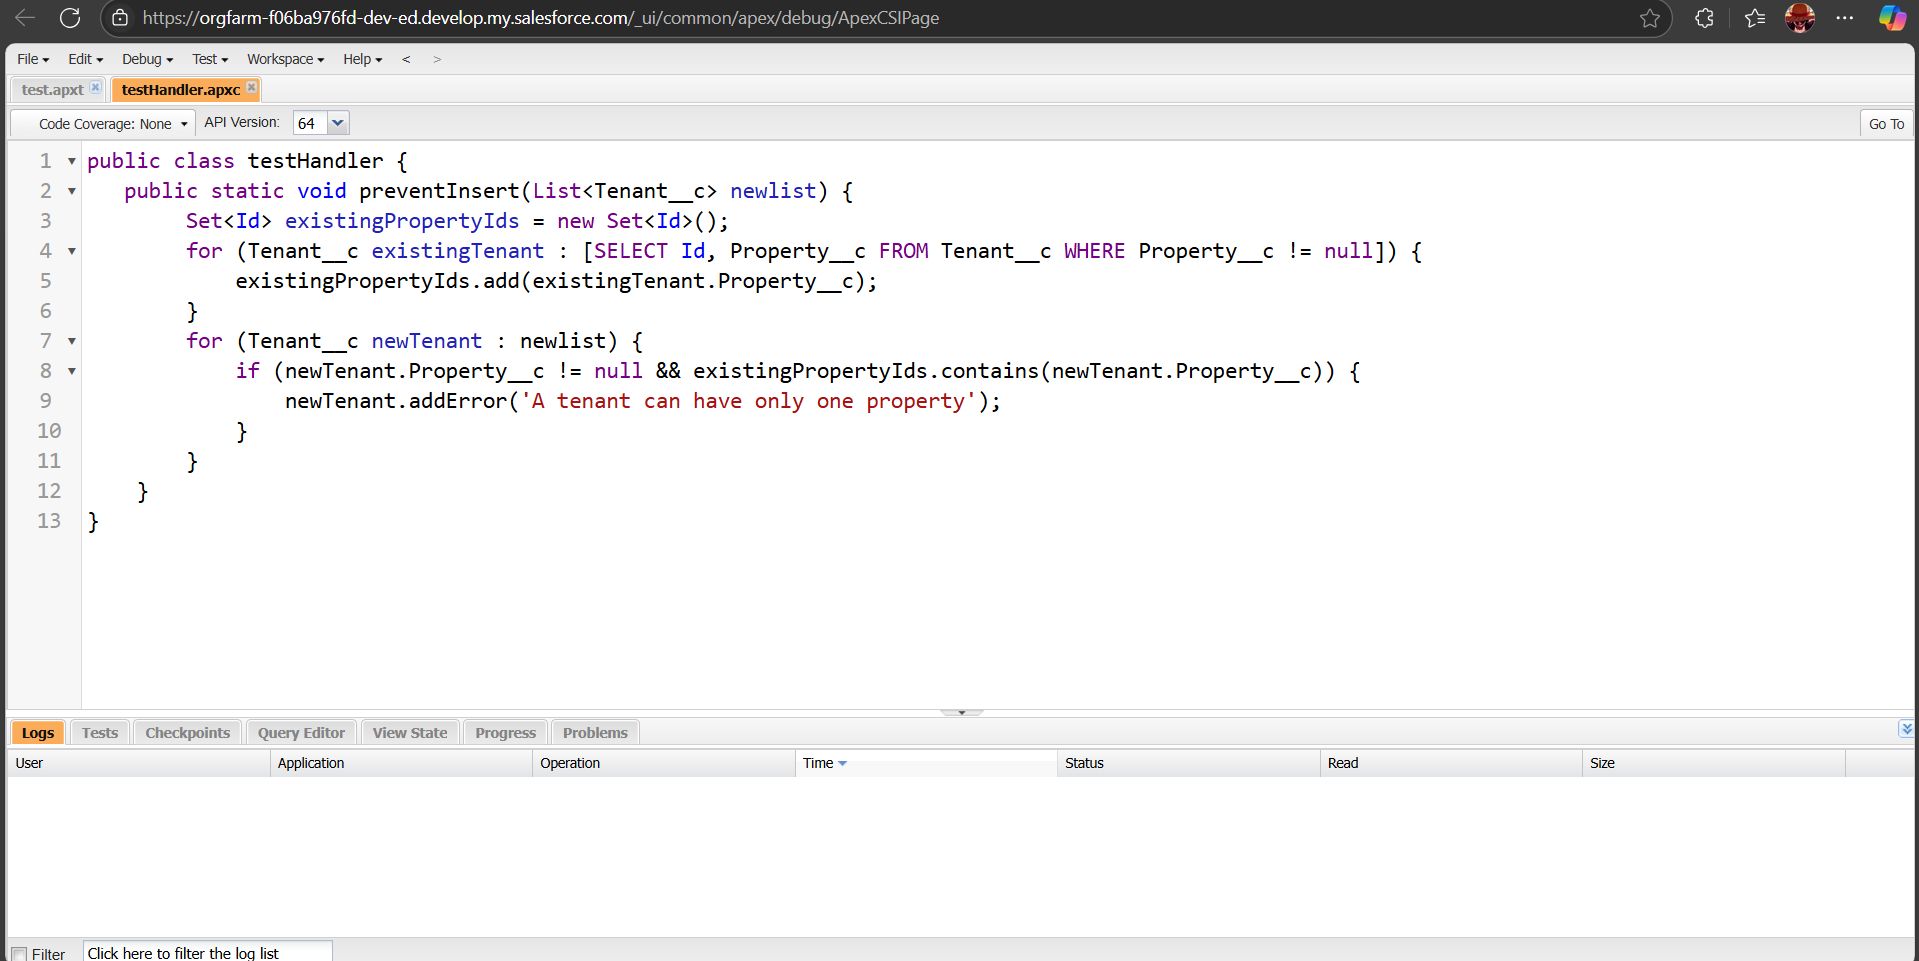 https://orgfarm-f06ba976fd-dev-ed.develop.my.salesforce.com/_ui/common/apex/debug/ApexCSIPage
File Edit Debug Test Workspace Help < >
test.apxt testHandler.apxc
Code Coverage: None API Version: 64 Go To
1 public class testHandler {
2 public static void preventInsert(List<Tenant__c> newlist) {
3 Set<Id> existingPropertyIds = new Set<Id>();
4 for (Tenant__c existingTenant : [SELECT Id, Property__c FROM Tenant__c WHERE Property__c != null]) {
5 existingPropertyIds.add(existingTenant.Property__c);
6 }
7 for (Tenant__c newTenant : newlist) {
8 if (newTenant.Property__c != null && existingPropertyIds.contains(newTenant.Property__c)) {
9 newTenant.addError('A tenant can have only one property');
10 }
11 }
12 }
13 }
Logs Tests Checkpoints Query Editor View State Progress Problems
User Application Operation Time Status Read Size
Filter Click here to filter the log list